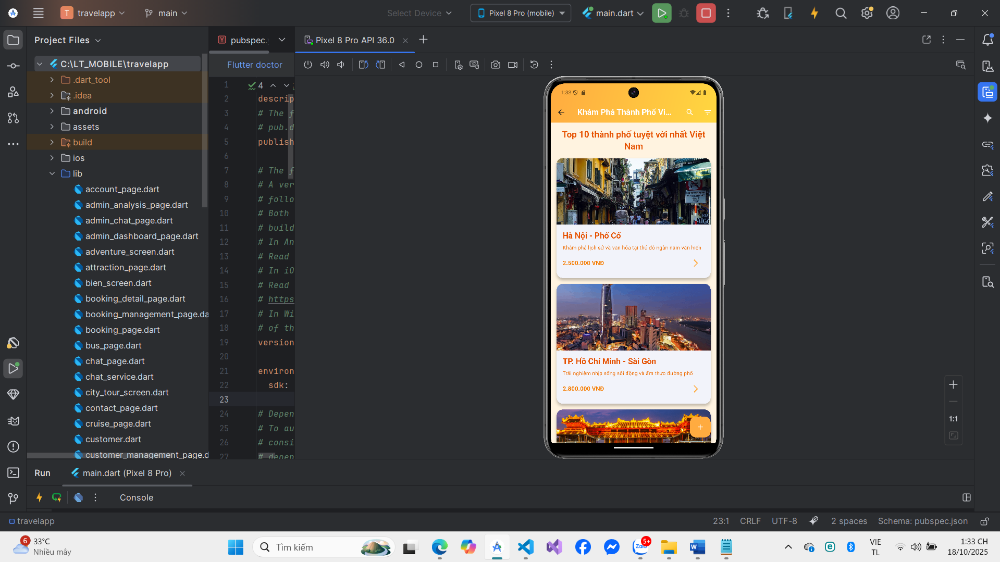 T travelapp
main
Select Device
Pixel 8 Pro (mobile)
main.dart
Project Files
pubspec.
Pixel 8 Pro API 36.0
C:\LT_MOBILE\travelapp
.dart_tool
.idea
android
assets
build
ios
lib
account_page.dart
admin_analysis_page.dart
admin_chat_page.dart
admin_dashboard_page.dart
adventure_screen.dart
attraction_page.dart
bien_screen.dart
booking_detail_page.dart
booking_management_page.da
booking_page.dart
bus_page.dart
chat_page.dart
chat_service.dart
city_tour_screen.dart
contact_page.dart
cruise_page.dart
customer.dart
customer_management_page.d
Flutter doctor
1 4
2 descrip
3 # The f
4 # pub.d
5 publish
6
7 # The f
8 # A ver
9 # follo
10 # Both
11 # build
12 # In An
13 # Read
14 # In iO
15 # Read
16 # https
17 # In Wi
18 # of th
19 version
20
21 environ
22 sdk:
23
24 # Depen
25 # To au
26 # consi
27 # depen
1:33
Khám Phá Thành Phố Vi...
Top 10 thành phố tuyệt vời nhất Việt
Nam
Hà Nội - Phố Cổ
Khám phá lịch sử và văn hóa tại thủ đô ngàn năm văn hiến
2.500.000 VNĐ
TP. Hồ Chí Minh - Sài Gòn
Trải nghiệm nhịp sống sôi động và ẩm thực đường phố
2.800.000 VNĐ
1:1
Run
main.dart (Pixel 8 Pro)
Console
travelapp
23:1 CRLF UTF-8 2 spaces Schema: pubspec.json
6
33°C
Nhiều mây
Tìm kiếm
Zalo
5+
VIE
TL
1:33 CH
18/10/2025